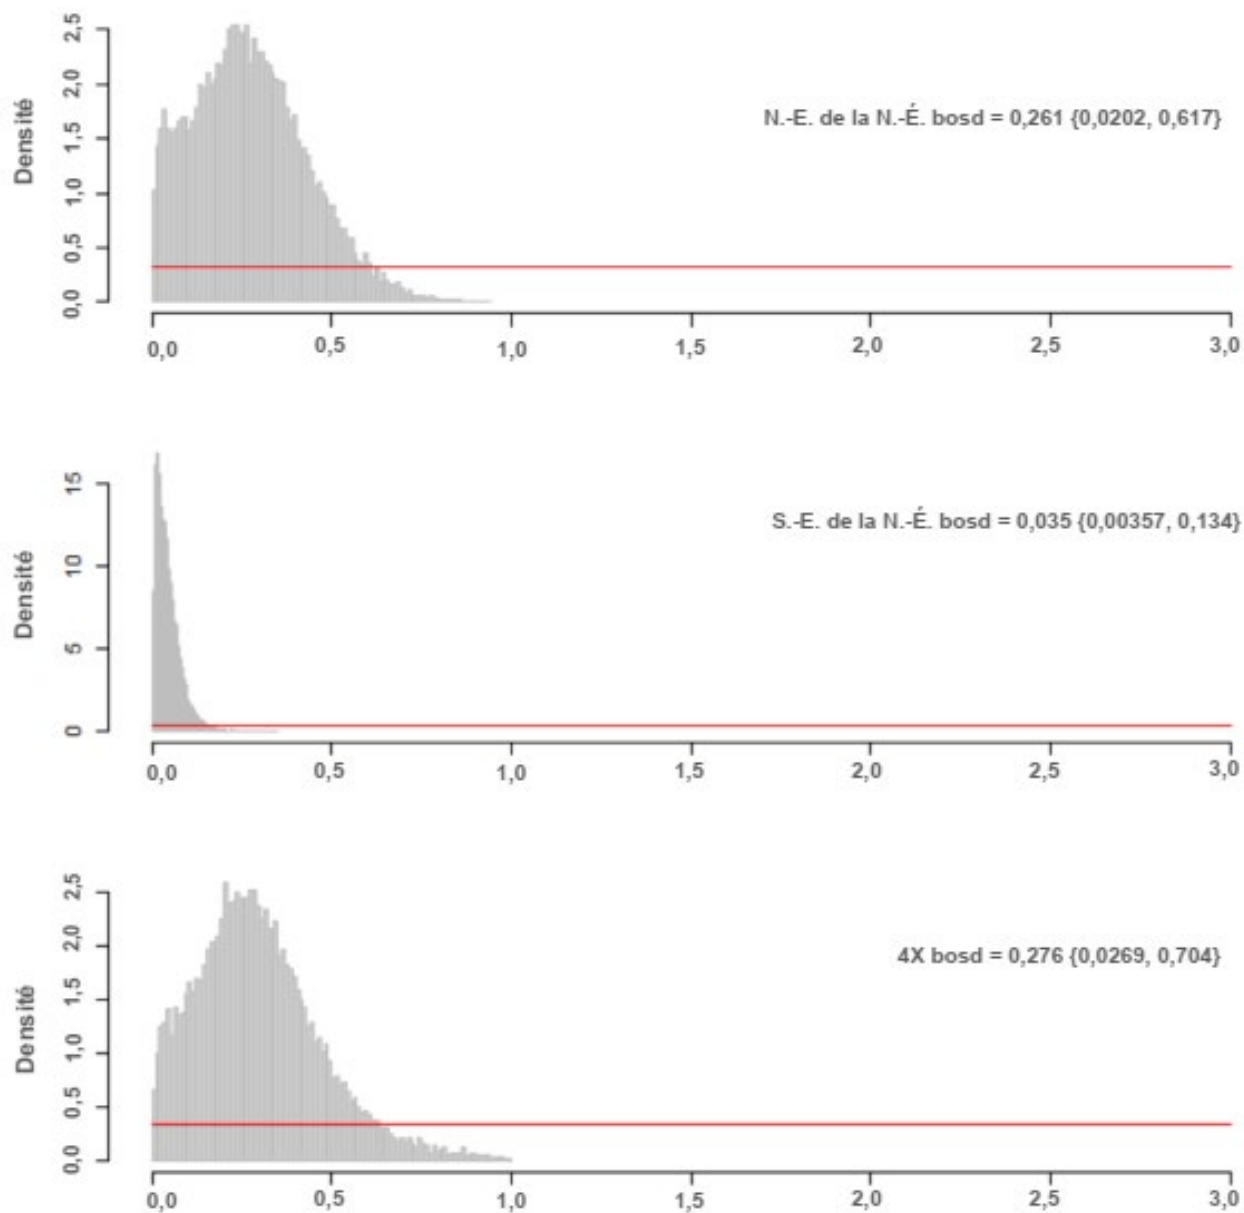 Densité
2,5
2,0
1,5
1,0
0,5
0,0
N.-E. de la N.-É. bosd = 0,261 {0,0202, 0,617}
0,0 0,5 1,0 1,5 2,0 2,5 3,0
Densité
15
10
5
0
S.-E. de la N.-É. bosd = 0,035 {0,00357, 0,134}
0,0 0,5 1,0 1,5 2,0 2,5 3,0
Densité
2,5
2,0
1,5
1,0
0,5
0,0
4X bosd = 0,276 {0,0269, 0,704}
0,0 0,5 1,0 1,5 2,0 2,5 3,0